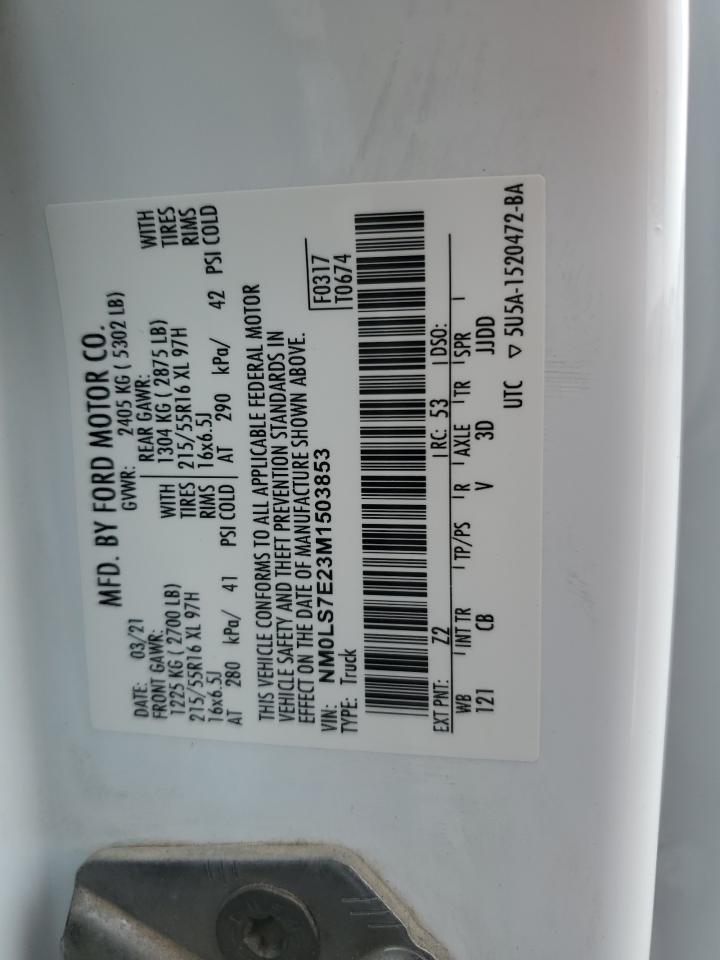 MFD. BY FORD MOTOR CO.
DATE: 03/21 GVWR: 2405 KG ( 5302 LB)
FRONT GAWR: REAR GAWR:
1225 KG ( 2700 LB) WITH 1304 KG ( 2875 LB) WITH
215/55R16 XL 97H TIRES 215/55R16 XL 97H TIRES
16x6.5J RIMS 16x6.5J RIMS
AT 280 kPa/ 41 PSI COLD AT 290 kPa/ 42 PSI COLD
THIS VEHICLE CONFORMS TO ALL APPLICABLE FEDERAL MOTOR
VEHICLE SAFETY AND THEFT PREVENTION STANDARDS IN
EFFECT ON THE DATE OF MANUFACTURE SHOWN ABOVE.
F0317
T0674
VIN: NM0LS7E23M1503853
TYPE: Truck
EXT PNT: Z2 RC: 53 DSO:
WB INT TR TP/PS R AXLE TR SPR
121 CB V 3D JJDD
UTC ▽ 5U5A-1520472-BA